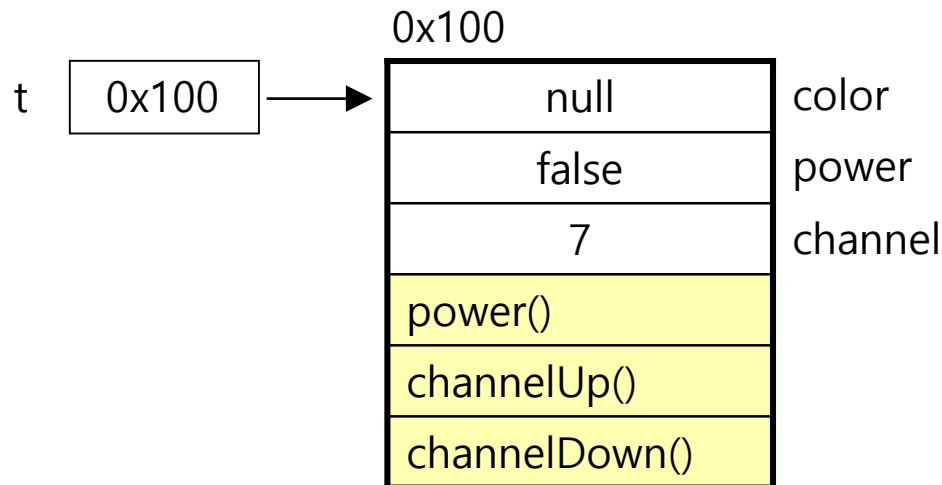 0x100
t 0x100 null color
false power
7 channel
power()
channelUp()
channelDown()